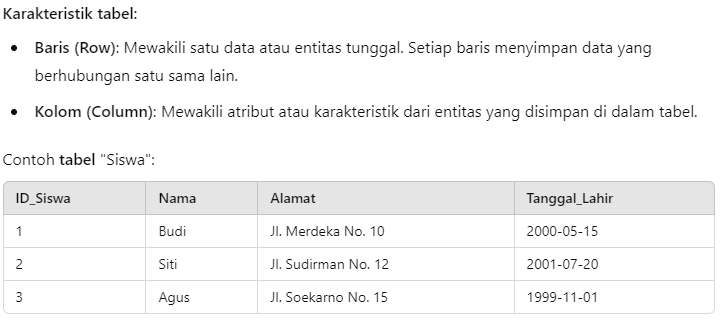 Karakteristik tabel:
• Baris (Row): Mewakili satu data atau entitas tunggal. Setiap baris menyimpan data yang
berhubungan satu sama lain.
• Kolom (Column): Mewakili atribut atau karakteristik dari entitas yang disimpan di dalam tabel.
Contoh tabel "Siswa":
ID_Siswa Nama Alamat Tanggal_Lahir
1 Budi Jl. Merdeka No. 10 2000-05-15
2 Siti Jl. Sudirman No. 12 2001-07-20
3 Agus Jl. Soekarno No. 15 1999-11-01